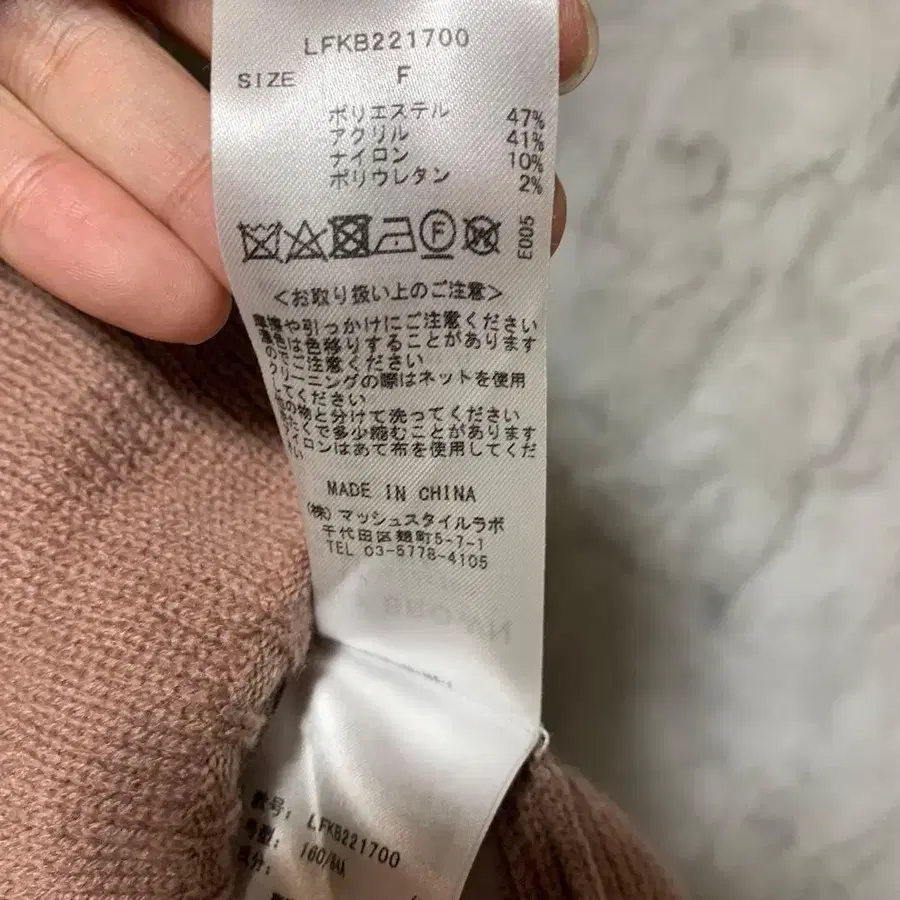 LFKB221700
SIZE F
ポリエステル 47%
アクリル 41%
ナイロン 10%
ポリウレタン 2%
F W E005
<お取り扱い上のご注意>
摩擦や引っかけにご注意ください
濃色は色移りすることがあります
のでご注意ください
クリーニングの際はネットを使用
してください
他の物と分けて洗ってください
で多少縮むことがあります
アイロンはあて布を使用してくだ
さい
MADE IN CHINA
(株)マッシュスタイルラボ
千代田区麹町5-7-1
TEL 03-5778-4105
款号: LFKB221700
号型: 160/84A
成分: